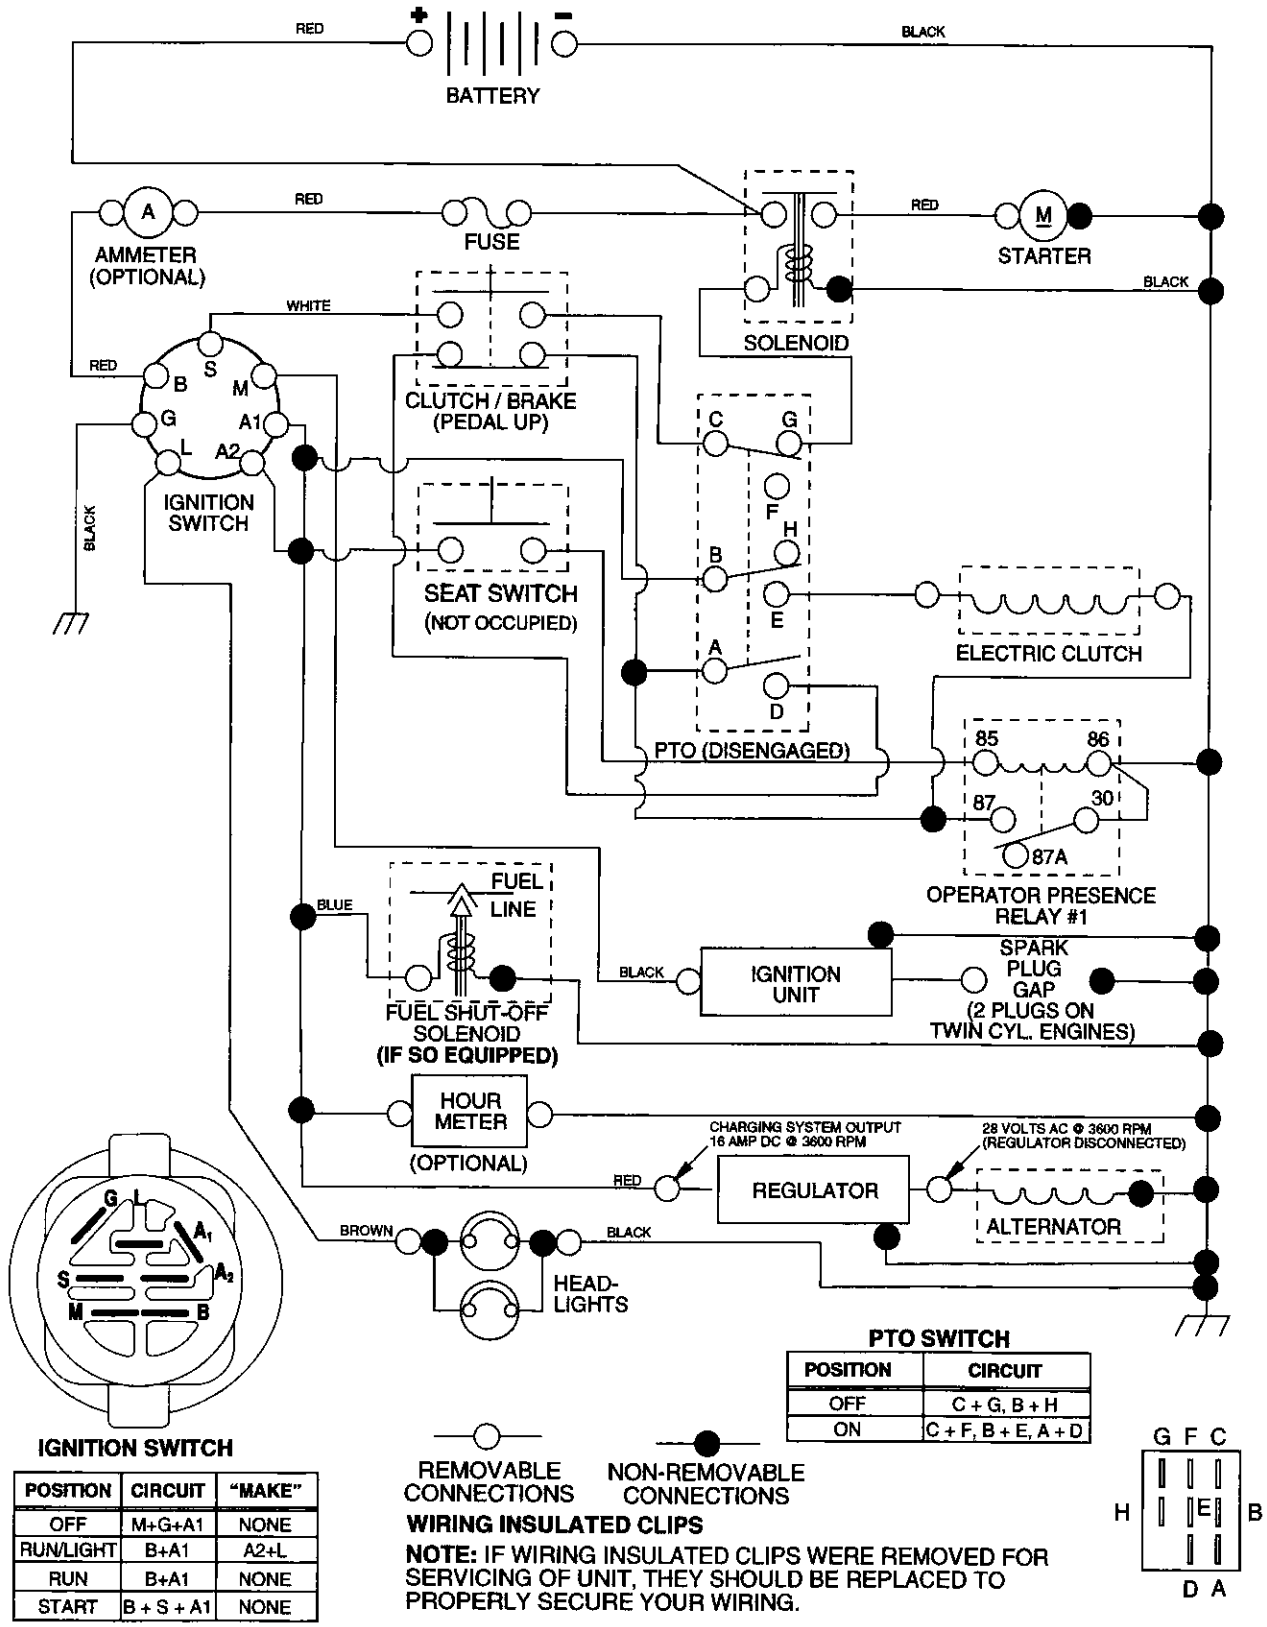 + −
RED
BLACK
BATTERY
A
RED
RED
M
AMMETER
(OPTIONAL)
FUSE
STARTER
BLACK
WHITE
SOLENOID
S
RED
B
M
CLUTCH / BRAKE
(PEDAL UP)
G
A1
C
G
L
A2
IGNITION
SWITCH
BLACK
F
H
B
SEAT SWITCH
(NOT OCCUPIED)
E
ELECTRIC CLUTCH
A
D
PTO (DISENGAGED)
85
86
87
30
87A
OPERATOR PRESENCE
RELAY #1
FUEL
LINE
BLUE
BLACK
IGNITION
UNIT
SPARK
PLUG
GAP
(2 PLUGS ON
TWIN CYL. ENGINES)
FUEL SHUT-OFF
SOLENOID
(IF SO EQUIPPED)
HOUR
METER
(OPTIONAL)
CHARGING SYSTEM OUTPUT
16 AMP DC @ 3600 RPM
28 VOLTS AC @ 3600 RPM
(REGULATOR DISCONNECTED)
RED
REGULATOR
ALTERNATOR
BROWN
BLACK
HEAD-
LIGHTS
G L
A1
S
A2
M B
IGNITION SWITCH
POSITION CIRCUIT "MAKE"
OFF M+G+A1 NONE
RUN/LIGHT B+A1 A2+L
RUN B+A1 NONE
START B + S + A1 NONE
PTO SWITCH
POSITION CIRCUIT
OFF C + G, B + H
ON C + F, B + E, A + D
G F C
H E B
D A
REMOVABLE
CONNECTIONS
NON-REMOVABLE
CONNECTIONS
WIRING INSULATED CLIPS
NOTE: IF WIRING INSULATED CLIPS WERE REMOVED FOR
SERVICING OF UNIT, THEY SHOULD BE REPLACED TO
PROPERLY SECURE YOUR WIRING.